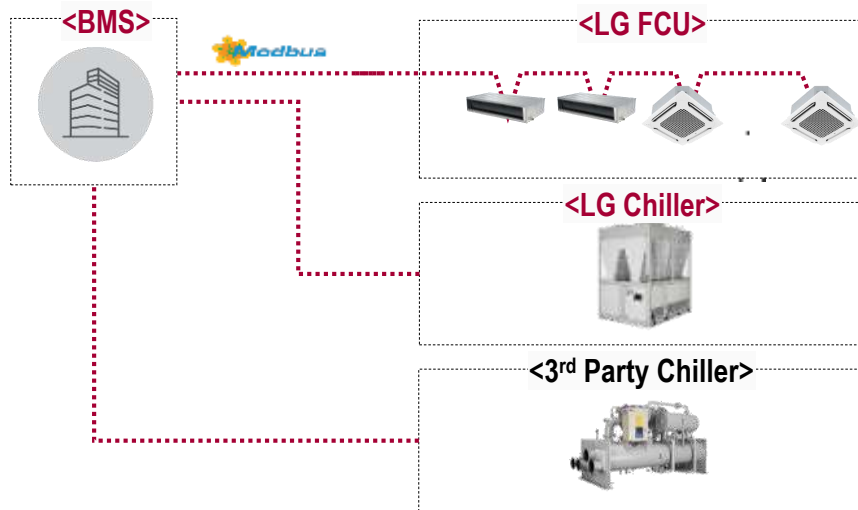 <BMS>
Modbus
<LG FCU>
<LG Chiller>
<3rd Party Chiller>